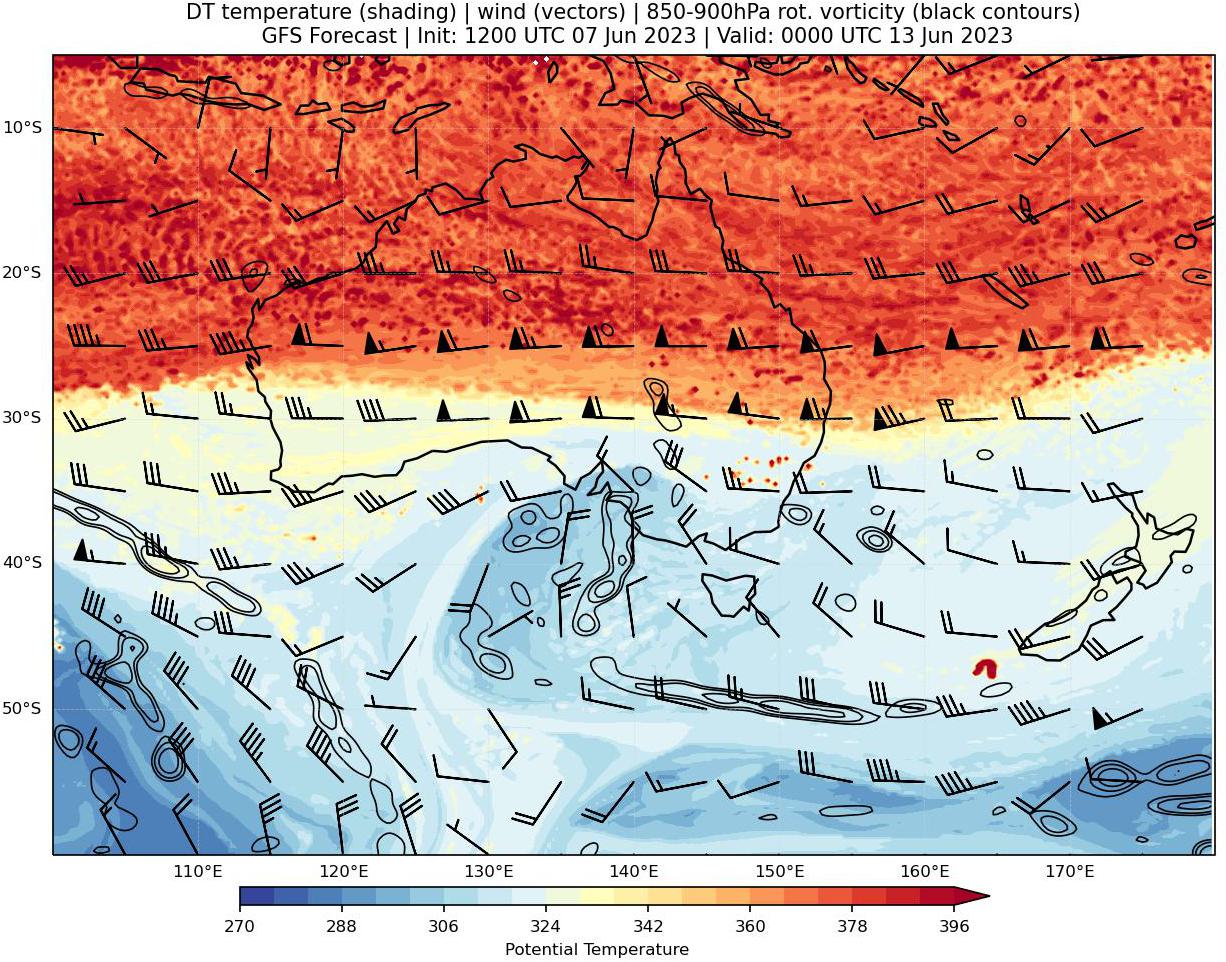 DT temperature (shading) | wind (vectors) | 850-900hPa rot. vorticity (black contours)
GFS Forecast | Init: 1200 UTC 07 Jun 2023 | Valid: 0000 UTC 13 Jun 2023
10°S
20°S
30°S
40°S
50°S
110°E 120°E 130°E 140°E 150°E 160°E 170°E
270 288 306 324 342 360 378 396
Potential Temperature